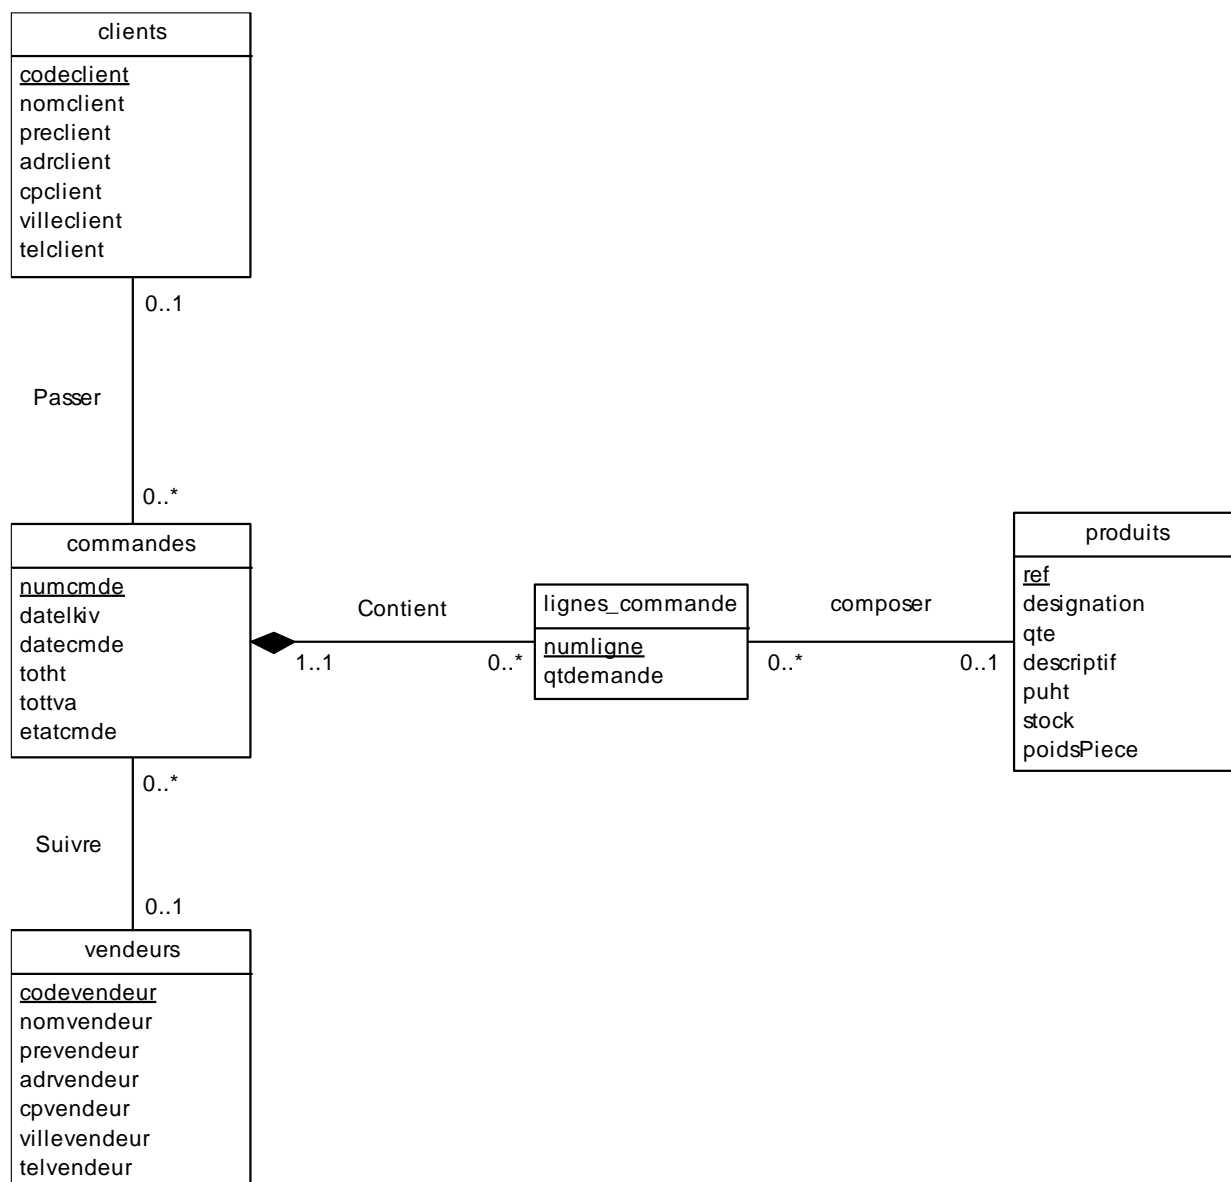 clients
codeclient
nomclient
preclient
adrclient
cpclient
villeclient
telclient
0..1
Passer
0..*
commandes
numcmde
datelkiv
datecmde
totht
tottva
etatcmde
Contient
1..1
0..*
lignes_commande
numligne
qtdemande
composer
0..*
0..1
produits
ref
designation
qte
descriptif
puht
stock
poidsPiece
0..*
Suivre
0..1
vendeurs
codevendeur
nomvendeur
prevendeur
adrvendeur
cpvendeur
villevendeur
telvendeur